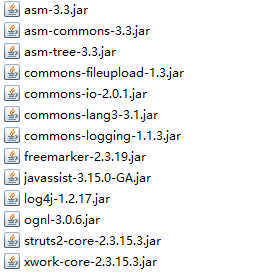 asm-3.3.jar
asm-commons-3.3.jar
asm-tree-3.3.jar
commons-fileupload-1.3.jar
commons-io-2.0.1.jar
commons-lang3-3.1.jar
commons-logging-1.1.3.jar
freemarker-2.3.19.jar
javassist-3.15.0-GA.jar
log4j-1.2.17.jar
ognl-3.0.6.jar
struts2-core-2.3.15.3.jar
xwork-core-2.3.15.3.jar